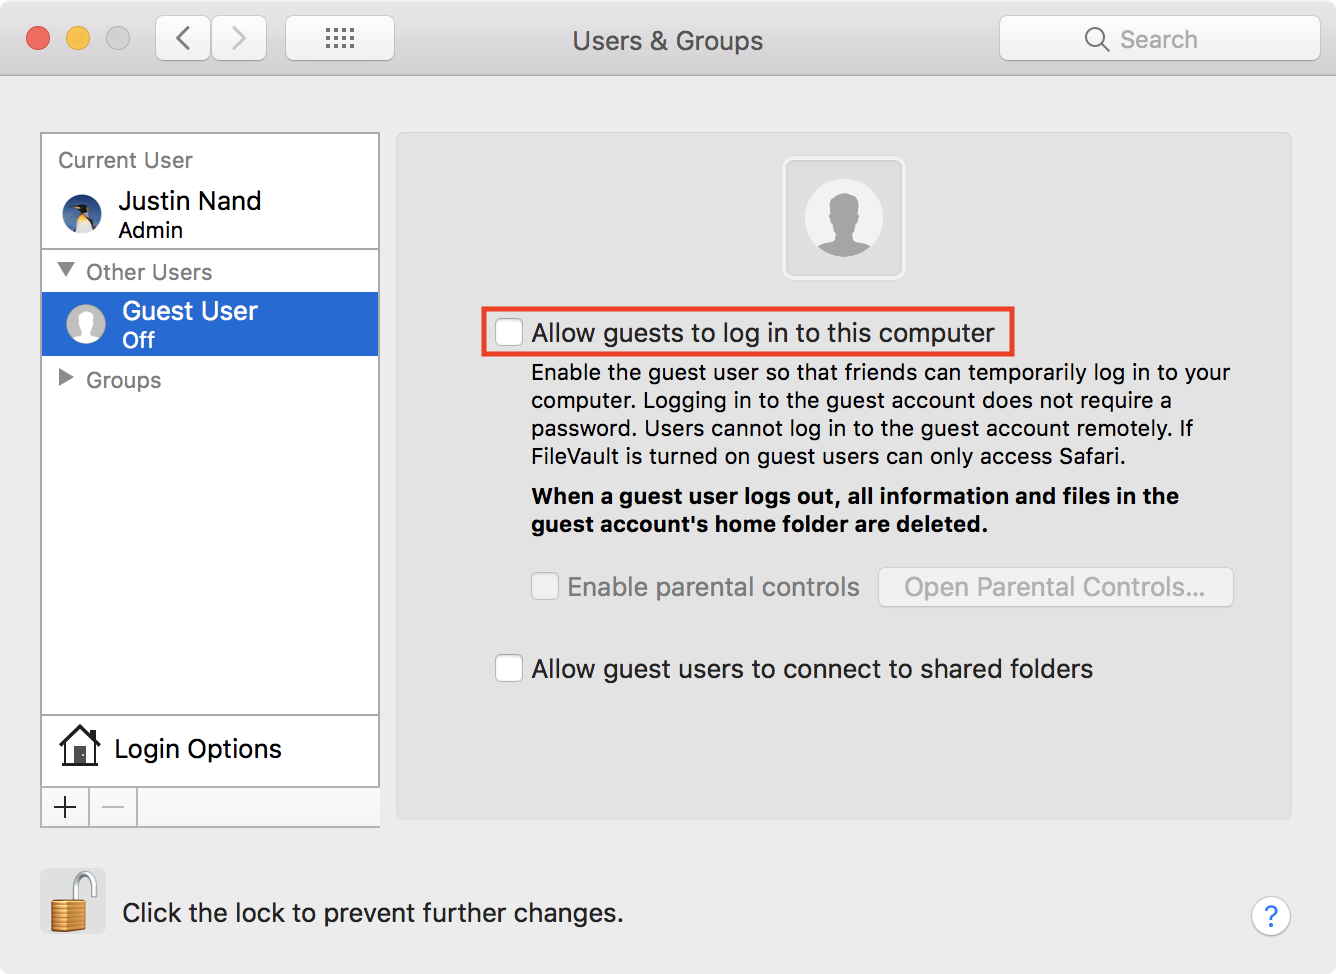 Users & Groups
Search
Current User
Justin Nand
Admin
Other Users
Guest User
Off
Groups
Login Options
Allow guests to log in to this computer
Enable the guest user so that friends can temporarily log in to your
computer. Logging in to the guest account does not require a
password. Users cannot log in to the guest account remotely. If
FileVault is turned on guest users can only access Safari.
When a guest user logs out, all information and files in the
guest account's home folder are deleted.
Enable parental controls
Open Parental Controls...
Allow guest users to connect to shared folders
Click the lock to prevent further changes.
?